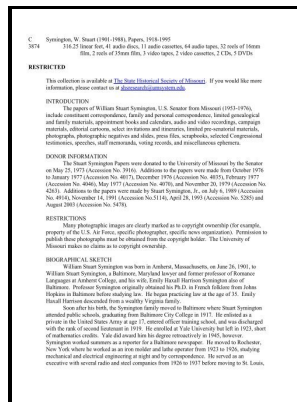 C Symington, W. Stuart (1901-1988), Papers, 1918-1995
3874 316.25 linear feet, 41 audio discs, 11 audio cassettes, 64 audio tapes, 32 reels of 16mm
film, 2 reels of 35mm film, 3 video tapes, 2 video cassettes, 2 CDs, 5 DVDs
RESTRICTED
This collection is available at The State Historical Society of Missouri. If you would like more
information, please contact us at shsresearch@umsystem.edu.
INTRODUCTION
The papers of William Stuart Symington, U.S. Senator from Missouri (1953-1976),
include constituent correspondence, family and personal correspondence, limited genealogical
and family materials, appointment books and calendars, audio and video recordings, campaign
materials, editorial cartoons, select invitations and itineraries, limited pre-senatorial materials,
photographs, photographic negatives and slides, press files, scrapbooks, selected Congressional
testimonies, speeches, staff memoranda, voting records, and miscellaneous ephemera.
DONOR INFORMATION
The Stuart Symington Papers were donated to the University of Missouri by the Senator
on May 25, 1973 (Accession No. 3916). Additions to the papers were made from October 1976
to January 1977 (Accession No. 4017), December 1976 (Accession No. 4035), February 1977
(Accession No. 4046), May 1977 (Accession No. 4070), and November 20, 1979 (Accession No.
4263). Additions to the papers were made by Stuart Symington, Jr., on July 6, 1989 (Accession
No. 4914), November 14, 1991 (Accession No.5114), April 28, 1993 (Accession No. 5285) and
August 2003 (Accession No. 5478).
RESTRICTIONS
Many photographic images are clearly marked as to copyright ownership (for example,
property of the U.S. Air Force, specific photographer, specific news organization). Permission to
publish these photographs must be obtained from the copyright holder. The University of
Missouri makes no claims as to copyright ownership.
BIOGRAPHICAL SKETCH
William Stuart Symington was born in Amherst, Massachusetts, on June 26, 1901, to
William Stuart Symington, a Baltimore, Maryland lawyer and former professor of Romance
Languages at Amherst College, and his wife, Emily Haxall Harrison Symington also of
Baltimore. Professor Symington originally obtained his Ph.D. in French folklore from Johns
Hopkins in Baltimore before studying law. He began practicing law at the age of 35. Emily
Haxall Harrison descended from a wealthy Virginia family.
Soon after his birth, the Symington family moved to Baltimore where Stuart Symington
attended public schools, graduating from Baltimore City College in 1917. He enlisted as a
private in the United States Army at age 17, entered officer training school, and was discharged
with the rank of second lieutenant in 1919. He enrolled at Yale University but left in 1923, short
of mathematics credits. Yale did award him his degree retroactively in 1945, however.
Symington worked summers as a reporter for a Baltimore newspaper. He moved to Rochester,
New York where he worked as an iron molder and lathe operator from 1923 to 1926, studying
mechanical and electrical engineering at night and by correspondence. He served as an
executive with several radio and steel companies from 1926 to 1937 before moving to St. Louis,